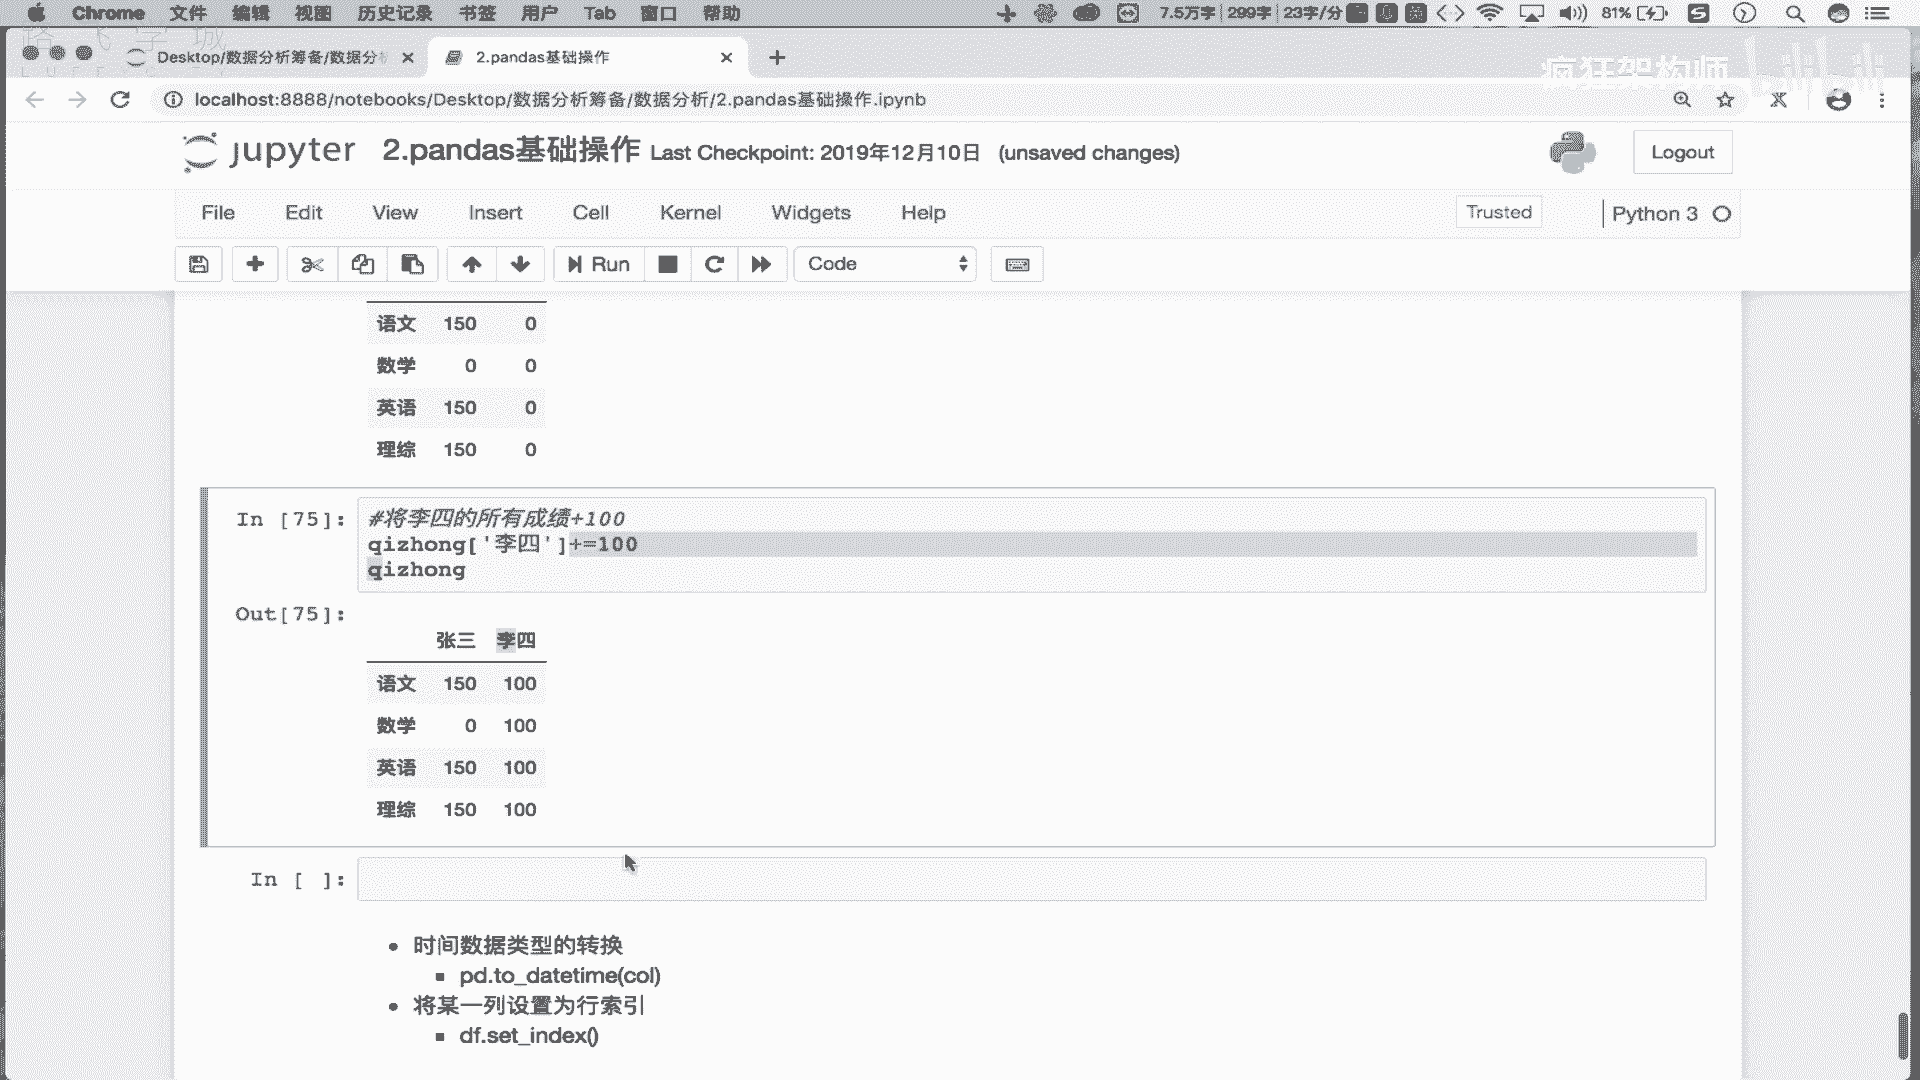 Chrome 文件 编辑 视图 历史记录 书签 用户 Tab 窗口 帮助 7.5万字 299字 23字/分 81%
Desktop/数据分析筹备/数据分 2.pandas基础操作
疯狂架构师 bilibili
localhost:8888/notebooks/Desktop/数据分析筹备/数据分析/2.pandas基础操作.ipynb
jupyter 2.pandas基础操作 Last Checkpoint: 2019年12月10日 (unsaved changes) Logout
File Edit View Insert Cell Kernel Widgets Help Trusted Python 3
Run Code
语文 150 0
数学 0 0
英语 150 0
理综 150 0
In [75]: #将李四的所有成绩+100
qizhong['李四']+=100
qizhong
Out[75]:
张三 李四
语文 150 100
数学 0 100
英语 150 100
理综 150 100
In [ ]:
时间数据类型的转换
pd.to_datetime(col)
将某一列设置为行索引
df.set_index()